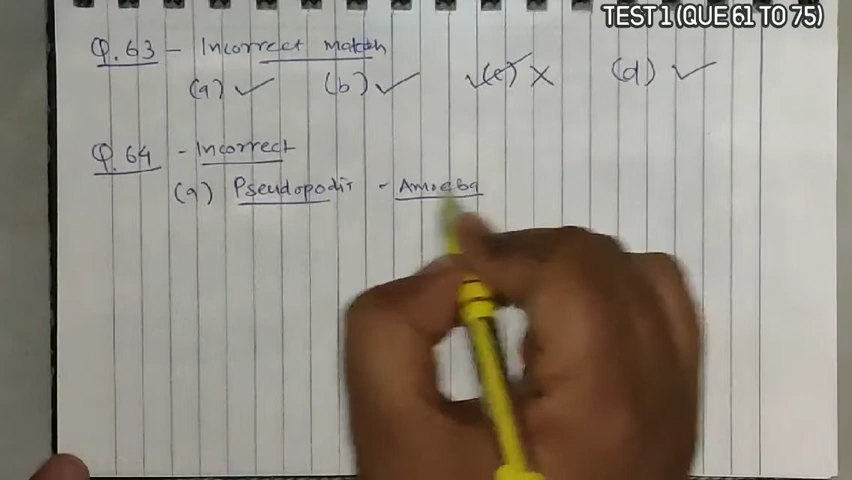 TEST 1 (QUE 61 TO 75)
Q.63 - Incorrect match
(a) ✓ (b) ✓ ✓(c) ✗ (d) ✓
Q.64 - Incorrect
(a) Pseudopodia - Amoeba